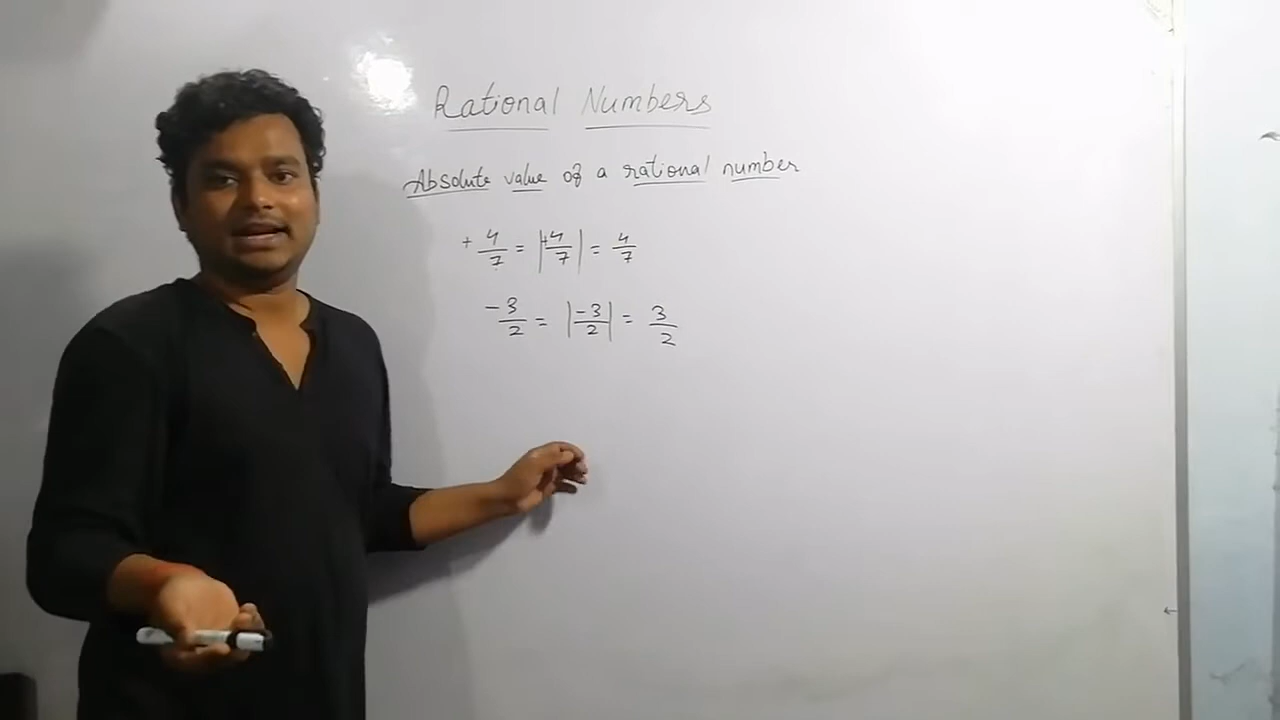 Rational Numbers
Absolute value of a rational number
+ 4/7 = |+4/7| = 4/7
-3/2 = |-3/2| = 3/2